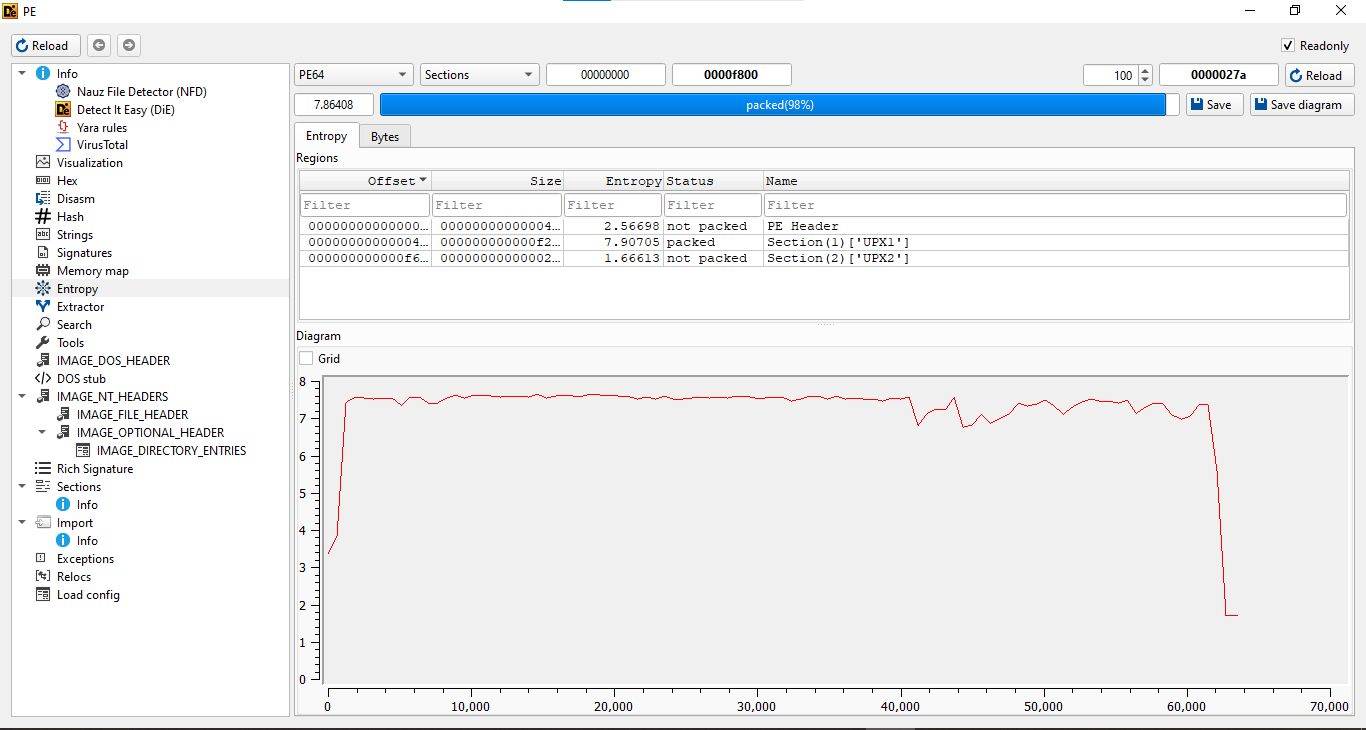 PE
Reload
Readonly
Info
Nauz File Detector (NFD)
Detect It Easy (DiE)
Yara rules
VirusTotal
Visualization
Hex
Disasm
Hash
Strings
Signatures
Memory map
Entropy
Extractor
Search
Tools
IMAGE_DOS_HEADER
DOS stub
IMAGE_NT_HEADERS
IMAGE_FILE_HEADER
IMAGE_OPTIONAL_HEADER
IMAGE_DIRECTORY_ENTRIES
Rich Signature
Sections
Info
Import
Info
Exceptions
Relocs
Load config
PE64 Sections 00000000 0000f800 100 0000027a Reload
7.86408 packed(98%) Save Save diagram
Entropy Bytes
Regions
Offset Size Entropy Status Name
Filter Filter Filter Filter Filter
00000000000000... 00000000000004... 2.56698 not packed PE Header
00000000000004... 000000000000f2... 7.90705 packed Section(1)['UPX1']
000000000000f6... 00000000000002... 1.66613 not packed Section(2)['UPX2']
Diagram
Grid
8
7
6
5
4
3
2
1
0
0 10,000 20,000 30,000 40,000 50,000 60,000 70,000